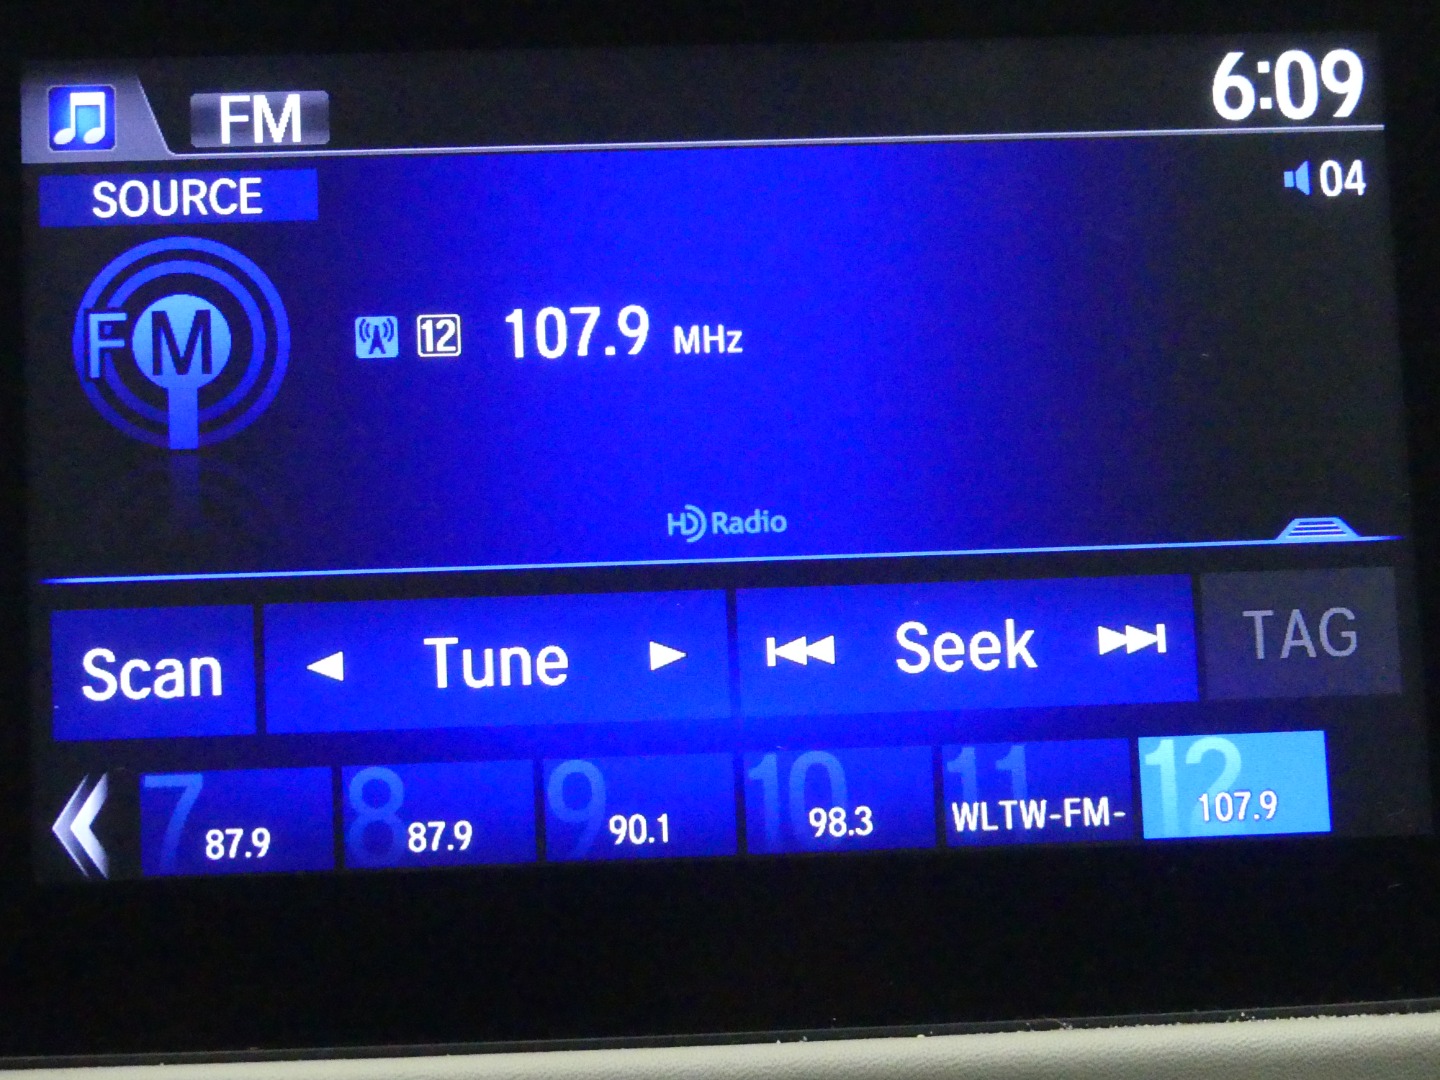 FM
6:09
SOURCE
04
FM
12 107.9 MHz
HD Radio
Scan
Tune
Seek
TAG
7 87.9
8 87.9
9 90.1
10 98.3
11 WLTW-FM-
12 107.9